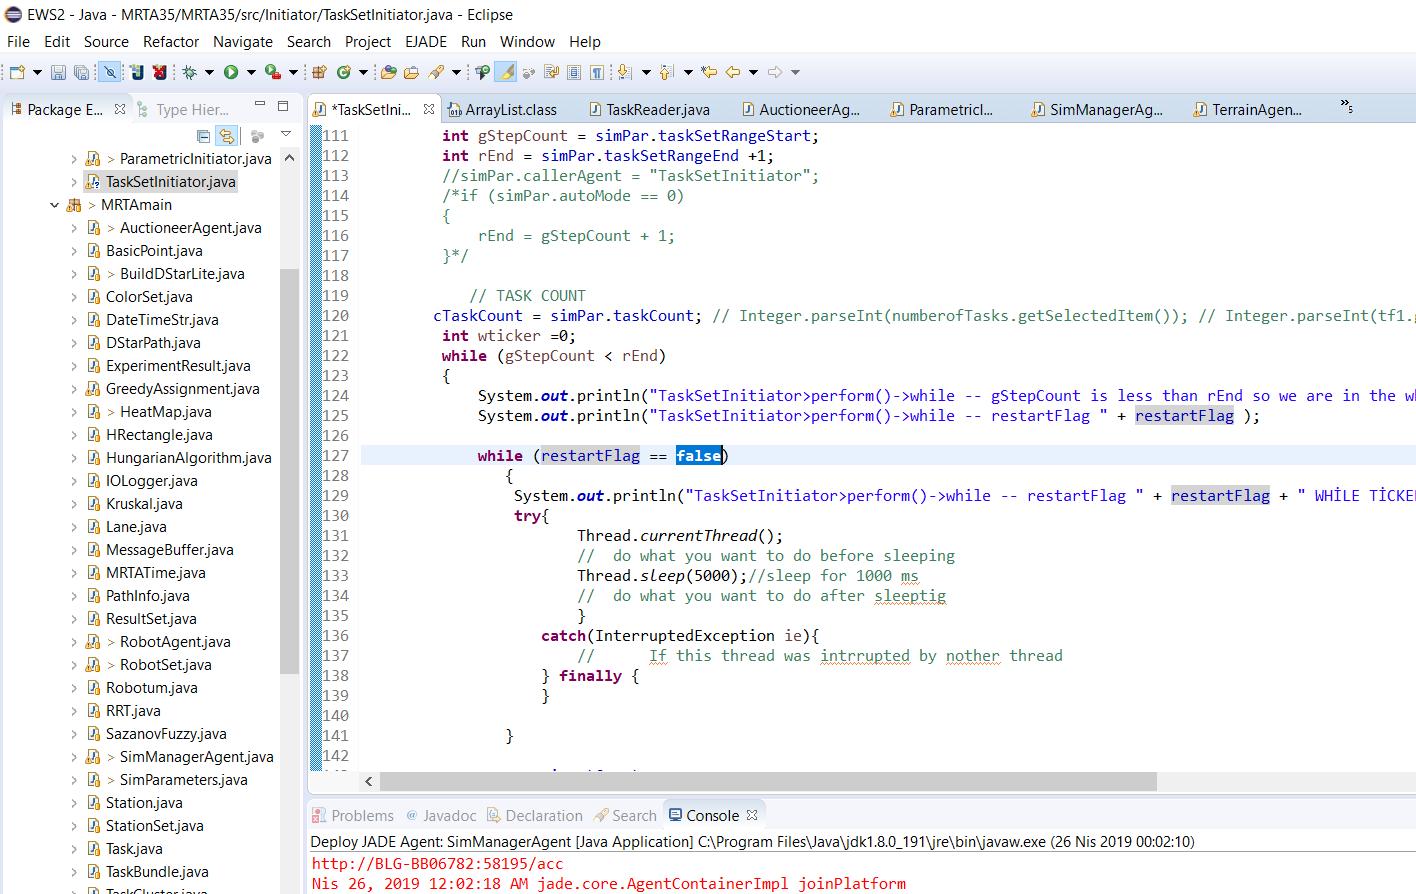 EWS2 - Java - MRTA35/MRTA35/src/Initiator/TaskSetInitiator.java - Eclipse
File Edit Source Refactor Navigate Search Project EJADE Run Window Help
Package E... Type Hier...
*TaskSetIni... ArrayList.class TaskReader.java AuctioneerAg... ParametricI... SimManagerAg... TerrainAgen... »5
> ParametricInitiator.java
TaskSetInitiator.java
> MRTAmain
> AuctioneerAgent.java
BasicPoint.java
> BuildDStarLite.java
ColorSet.java
DateTimeStr.java
DStarPath.java
ExperimentResult.java
GreedyAssignment.java
> HeatMap.java
HRectangle.java
HungarianAlgorithm.java
IOLogger.java
Kruskal.java
Lane.java
MessageBuffer.java
MRTATime.java
PathInfo.java
ResultSet.java
> RobotAgent.java
> RobotSet.java
Robotum.java
RRT.java
SazanovFuzzy.java
> SimManagerAgent.java
> SimParameters.java
Station.java
StationSet.java
Task.java
TaskBundle.java
TaskCluster.java
111 int gStepCount = simPar.taskSetRangeStart;
112 int rEnd = simPar.taskSetRangeEnd +1;
113 //simPar.callerAgent = "TaskSetInitiator";
114 /*if (simPar.autoMode == 0)
115 {
116 rEnd = gStepCount + 1;
117 }*/
118
119 // TASK COUNT
120 cTaskCount = simPar.taskCount; // Integer.parseInt(numberofTasks.getSelectedItem()); // Integer.parseInt(tf1.g
121 int wticker =0;
122 while (gStepCount < rEnd)
123 {
124 System.out.println("TaskSetInitiator>perform()->while -- gStepCount is less than rEnd so we are in the wh
125 System.out.println("TaskSetInitiator>perform()->while -- restartFlag " + restartFlag );
126
127 while (restartFlag == false)
128 {
129 System.out.println("TaskSetInitiator>perform()->while -- restartFlag " + restartFlag + " WHİLE TİCKE
130 try{
131 Thread.currentThread();
132 // do what you want to do before sleeping
133 Thread.sleep(5000);//sleep for 1000 ms
134 // do what you want to do after sleeptig
135 }
136 catch(InterruptedException ie){
137 // If this thread was intrrupted by nother thread
138 } finally {
139 }
140
141 }
142
Problems Javadoc Declaration Search Console
Deploy JADE Agent: SimManagerAgent [Java Application] C:\Program Files\Java\jdk1.8.0_191\jre\bin\javaw.exe (26 Nis 2019 00:02:10)
http://BLG-BB06782:58195/acc
Nis 26, 2019 12:02:18 AM jade.core.AgentContainerImpl joinPlatform